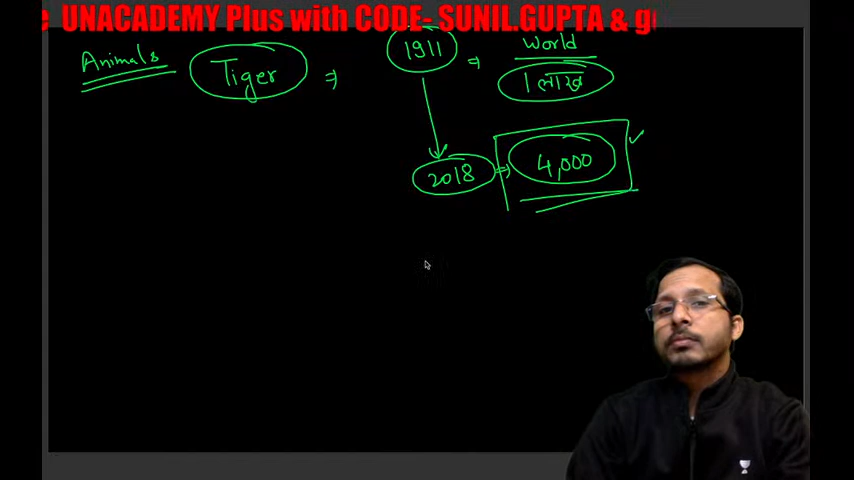 e UNACADEMY Plus with CODE- SUNIL.GUPTA & g
Animals Tiger ⇒ 1911 ⇒ World
1 लाख
2018 ⇒ 4,000 ✓